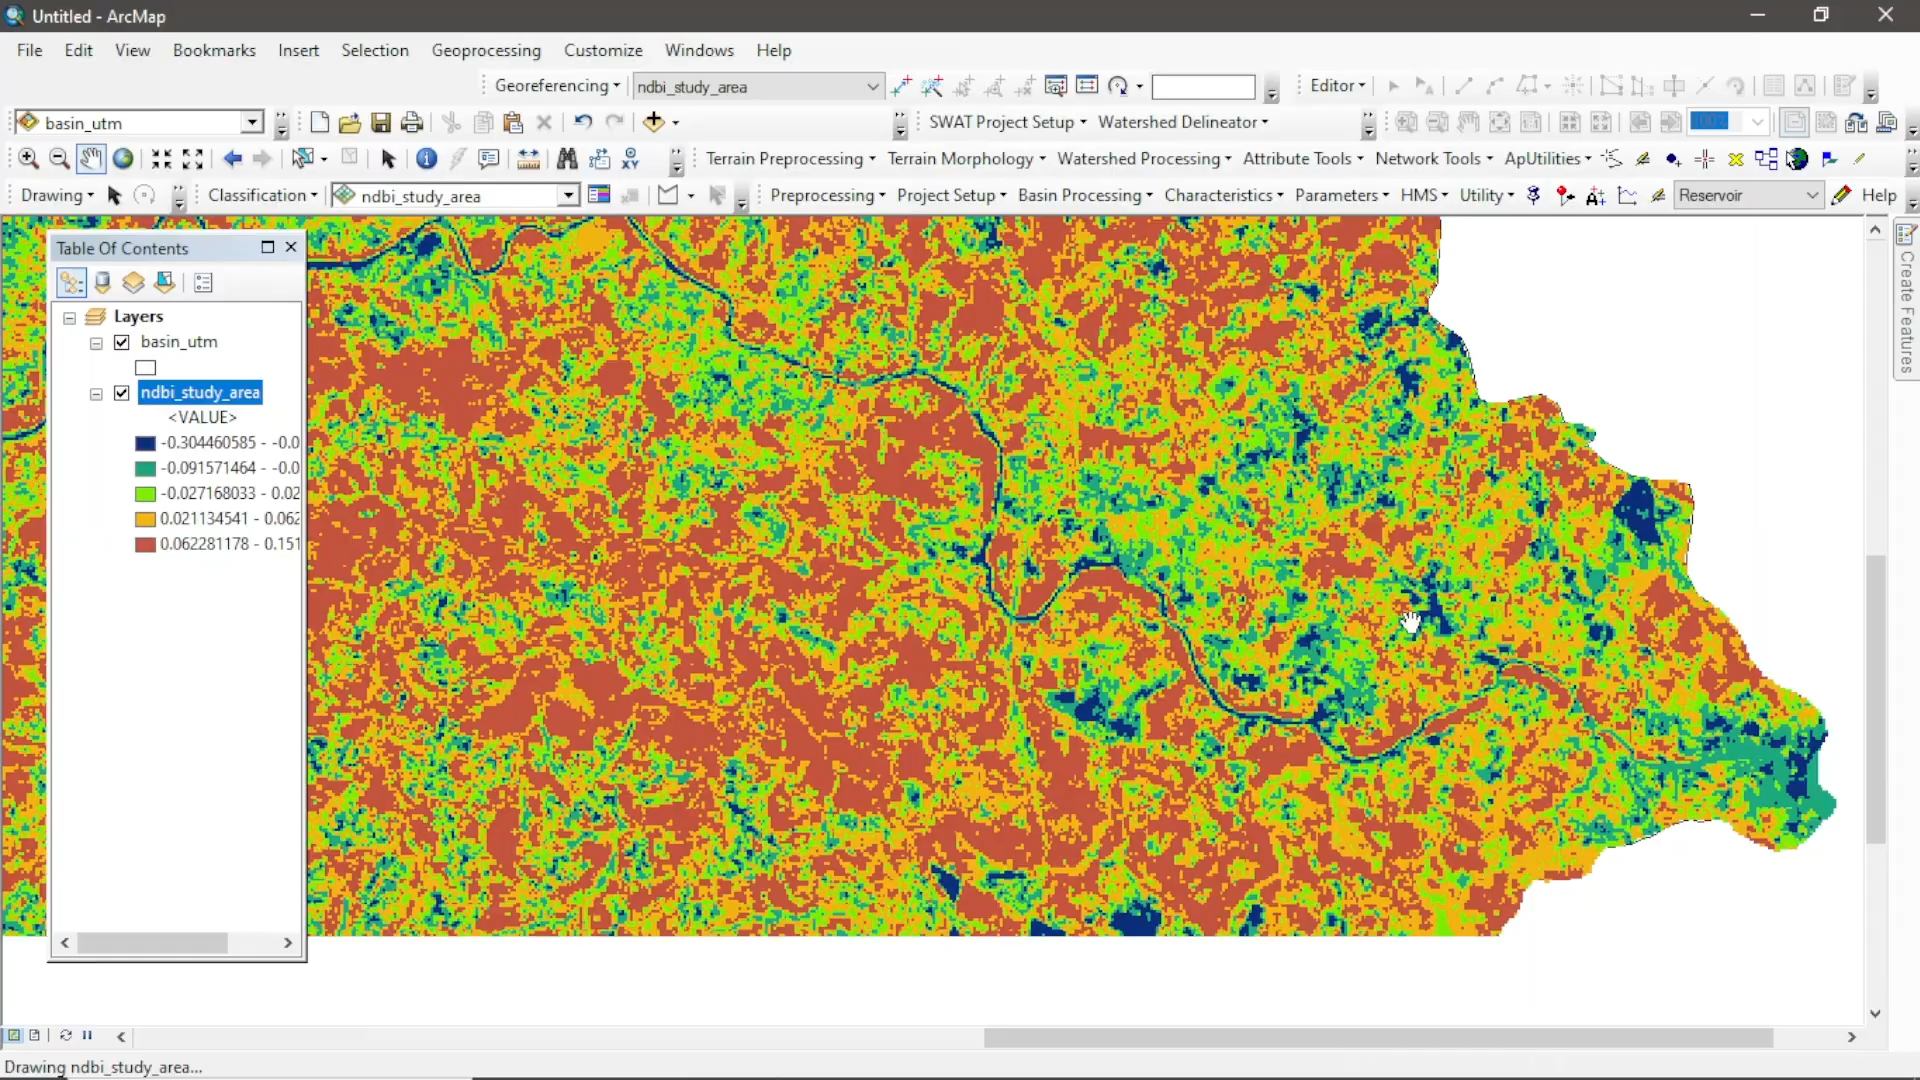 Untitled - ArcMap
File Edit View Bookmarks Insert Selection Geoprocessing Customize Windows Help
Georeferencing ndbi_study_area Editor
basin_utm SWAT Project Setup Watershed Delineator
Terrain Preprocessing Terrain Morphology Watershed Processing Attribute Tools Network Tools ApUtilities
Drawing Classification ndbi_study_area Preprocessing Project Setup Basin Processing Characteristics Parameters HMS Utility Reservoir Help
Table Of Contents
Layers
basin_utm
ndbi_study_area
<VALUE>
-0.304460585 - -0.0
-0.091571464 - -0.0
-0.027168033 - 0.02
0.021134541 - 0.062
0.062281178 - 0.151
Create Features
Drawing ndbi_study_area...